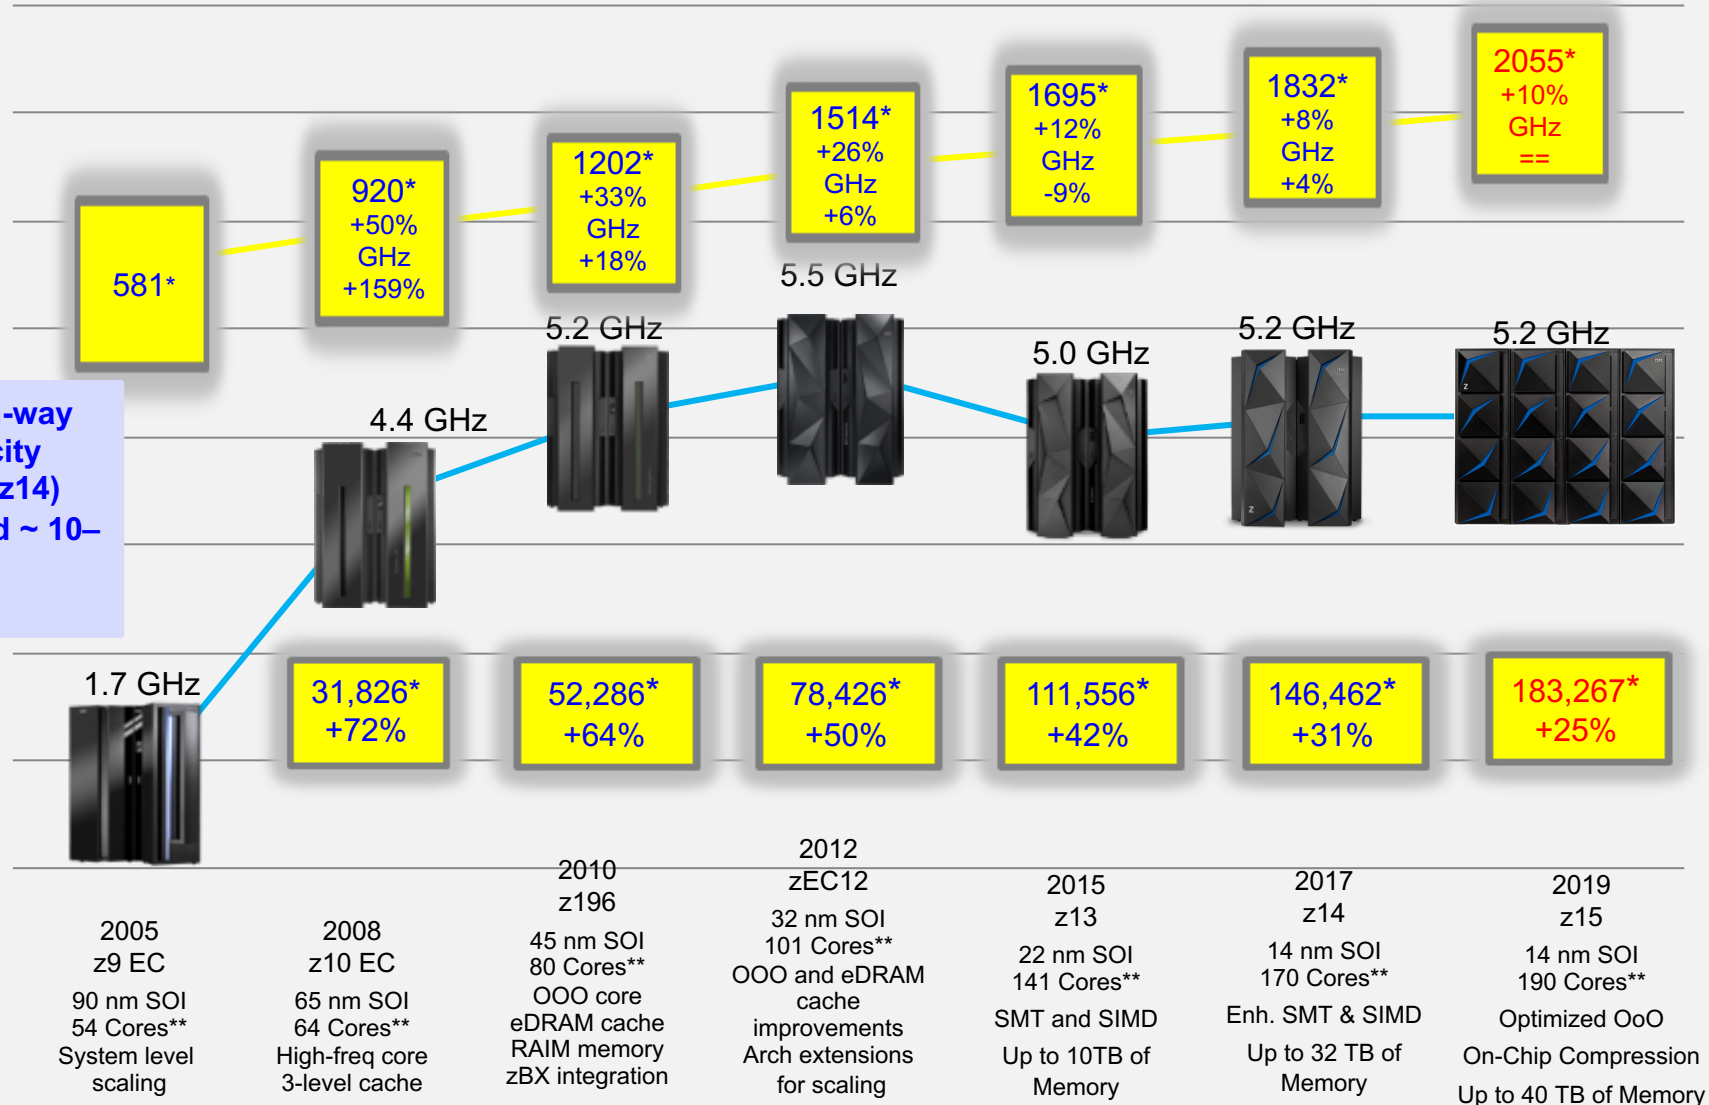 581*
920*
+50%
GHz
+159%
1202*
+33%
GHz
+18%
1514*
+26%
GHz
+6%
1695*
+12%
GHz
-9%
1832*
+8%
GHz
+4%
2055*
+10%
GHz
==
1.7 GHz
4.4 GHz
5.2 GHz
5.5 GHz
5.0 GHz
5.2 GHz
5.2 GHz
-way
city
z14)
d ~ 10–
31,826*
+72%
52,286*
+64%
78,426*
+50%
111,556*
+42%
146,462*
+31%
183,267*
+25%
2005
z9 EC
90 nm SOI
54 Cores**
System level
scaling
2008
z10 EC
65 nm SOI
64 Cores**
High-freq core
3-level cache
2010
z196
45 nm SOI
80 Cores**
OOO core
eDRAM cache
RAIM memory
zBX integration
2012
zEC12
32 nm SOI
101 Cores**
OOO and eDRAM
cache
improvements
Arch extensions
for scaling
2015
z13
22 nm SOI
141 Cores**
SMT and SIMD
Up to 10TB of
Memory
2017
z14
14 nm SOI
170 Cores**
Enh. SMT & SIMD
Up to 32 TB of
Memory
2019
z15
14 nm SOI
190 Cores**
Optimized OoO
On-Chip Compression
Up to 40 TB of Memory